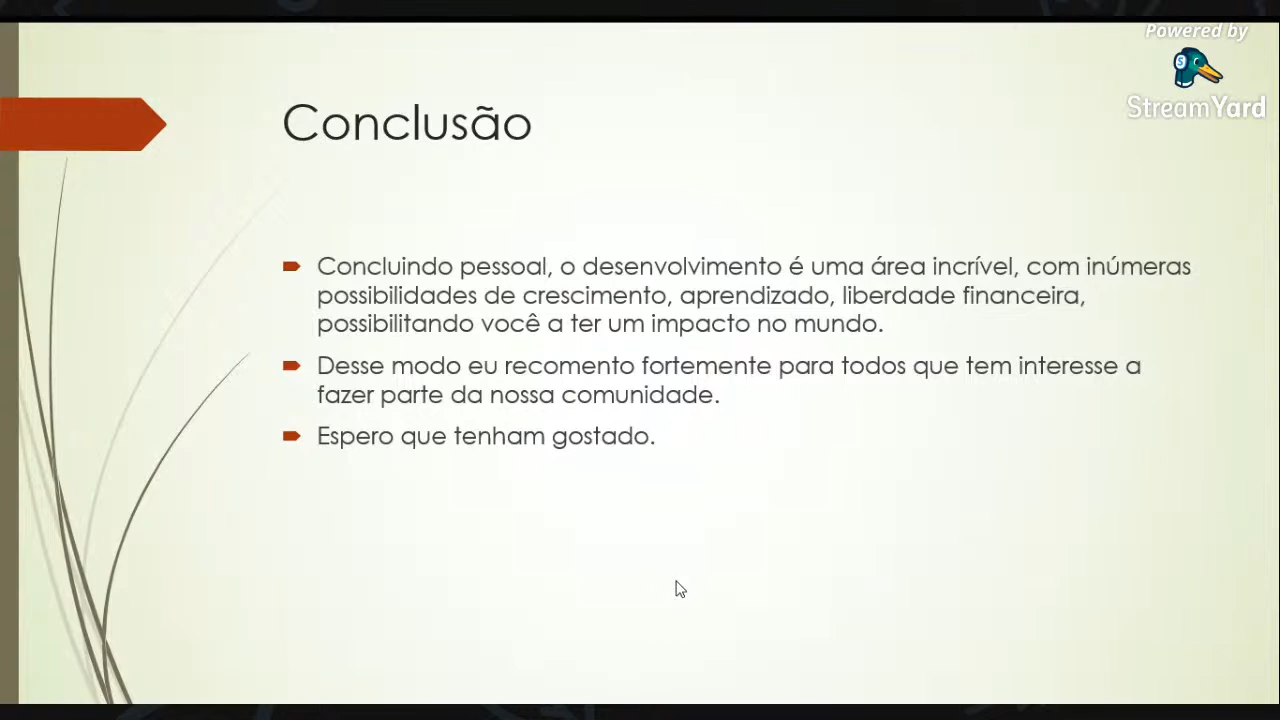 Powered by
StreamYard
Conclusão
Concluindo pessoal, o desenvolvimento é uma área incrível, com inúmeras
possibilidades de crescimento, aprendizado, liberdade financeira,
possibilitando você a ter um impacto no mundo.
Desse modo eu recomento fortemente para todos que tem interesse a
fazer parte da nossa comunidade.
Espero que tenham gostado.